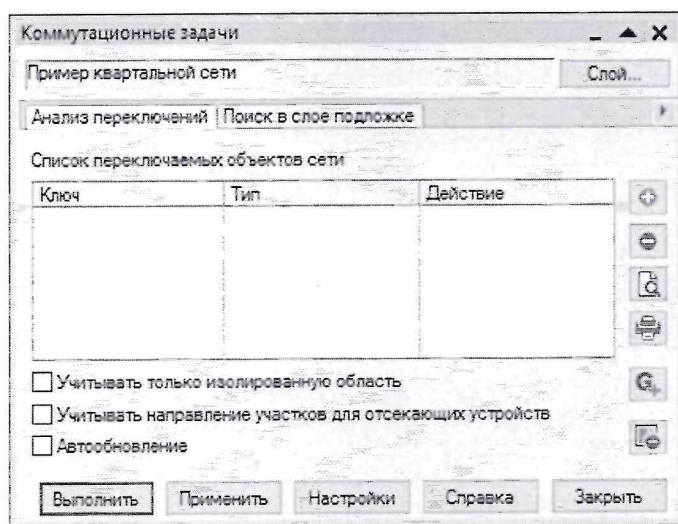 Коммутационные задачи
Пример квартальной сети
Слой...
Анализ переключений Поиск в слое подложке
Список переключаемых объектов сети
Ключ Тип Действие
Учитывать только изолированную область
Учитывать направление участков для отсекающих устройств
Автообновление
Выполнить Применить Настройки Справка Закрыть